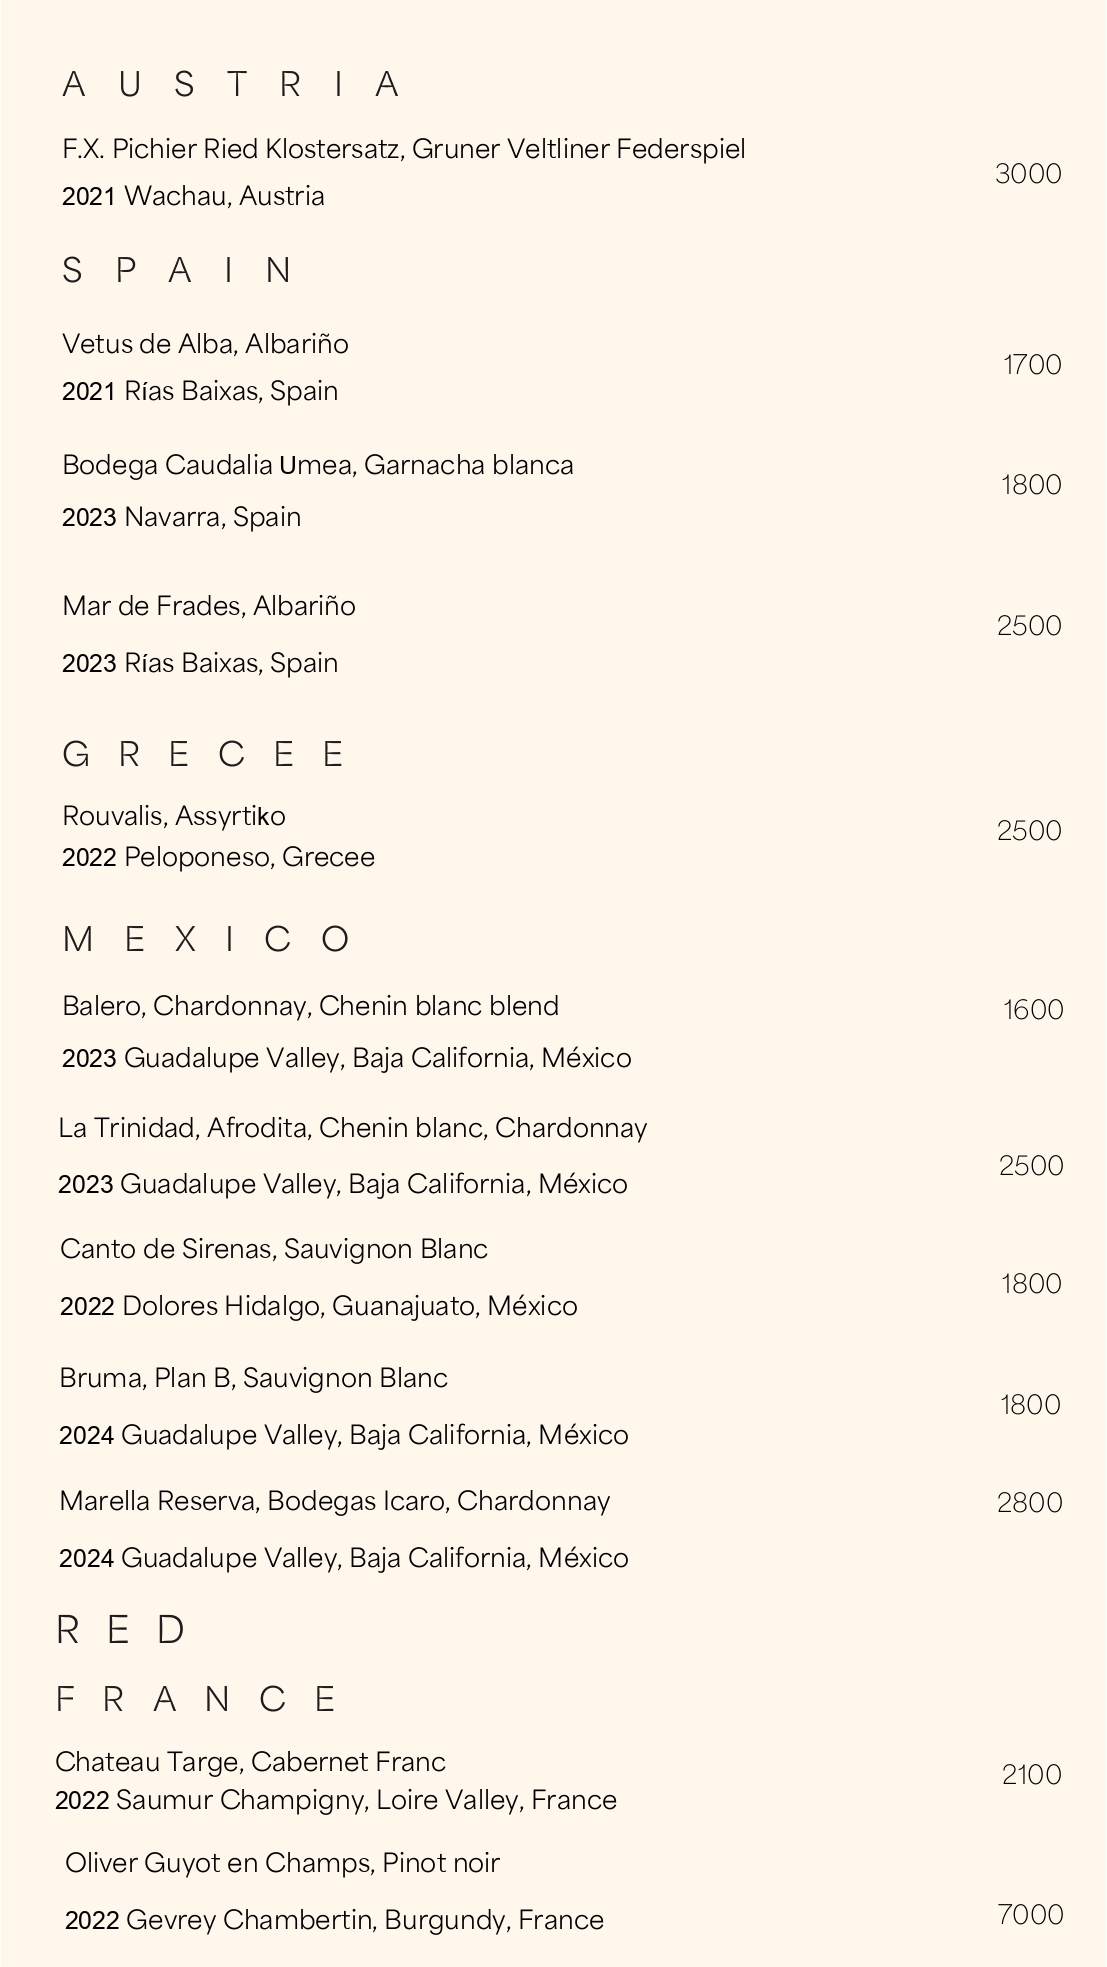 AUSTRIA
F.X. Pichier Ried Klostersatz, Gruner Veltliner Federspiel
3000
2021 Wachau, Austria
SPAIN
Vetus de Alba, Albariño
1700
2021 Rías Baixas, Spain
Bodega Caudalia Umea, Garnacha blanca
1800
2023 Navarra, Spain
Mar de Frades, Albariño
2500
2023 Rías Baixas, Spain
GRECEE
Rouvalis, Assyrtiko
2500
2022 Peloponeso, Grecee
MEXICO
Balero, Chardonnay, Chenin blanc blend
1600
2023 Guadalupe Valley, Baja California, México
La Trinidad, Afrodita, Chenin blanc, Chardonnay
2500
2023 Guadalupe Valley, Baja California, México
Canto de Sirenas, Sauvignon Blanc
1800
2022 Dolores Hidalgo, Guanajuato, México
Bruma, Plan B, Sauvignon Blanc
1800
2024 Guadalupe Valley, Baja California, México
Marella Reserva, Bodegas Icaro, Chardonnay
2800
2024 Guadalupe Valley, Baja California, México
RED
FRANCE
Chateau Targe, Cabernet Franc
2100
2022 Saumur Champigny, Loire Valley, France
Oliver Guyot en Champs, Pinot noir
7000
2022 Gevrey Chambertin, Burgundy, France